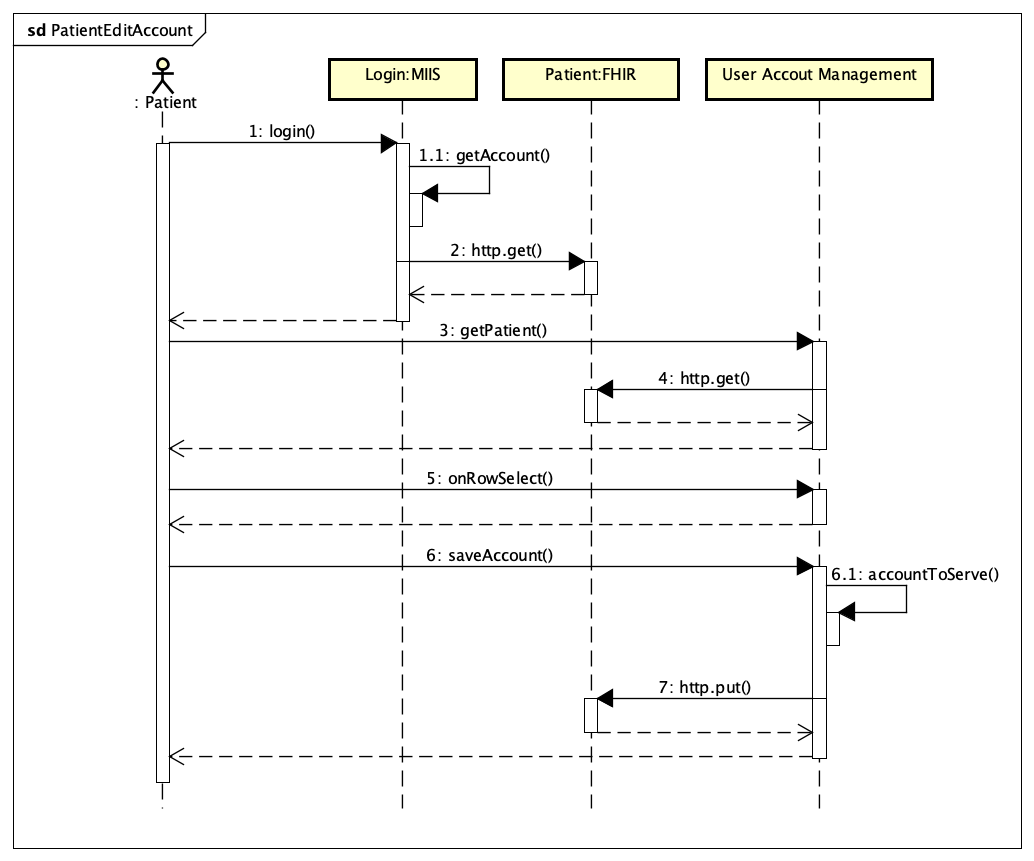 sd PatientEditAccount
: Patient
Login:MIIS
Patient:FHIR
User Accout Management
1: login()
1.1: getAccount()
2: http.get()
3: getPatient()
4: http.get()
5: onRowSelect()
6: saveAccount()
6.1: accountToServe()
7: http.put()